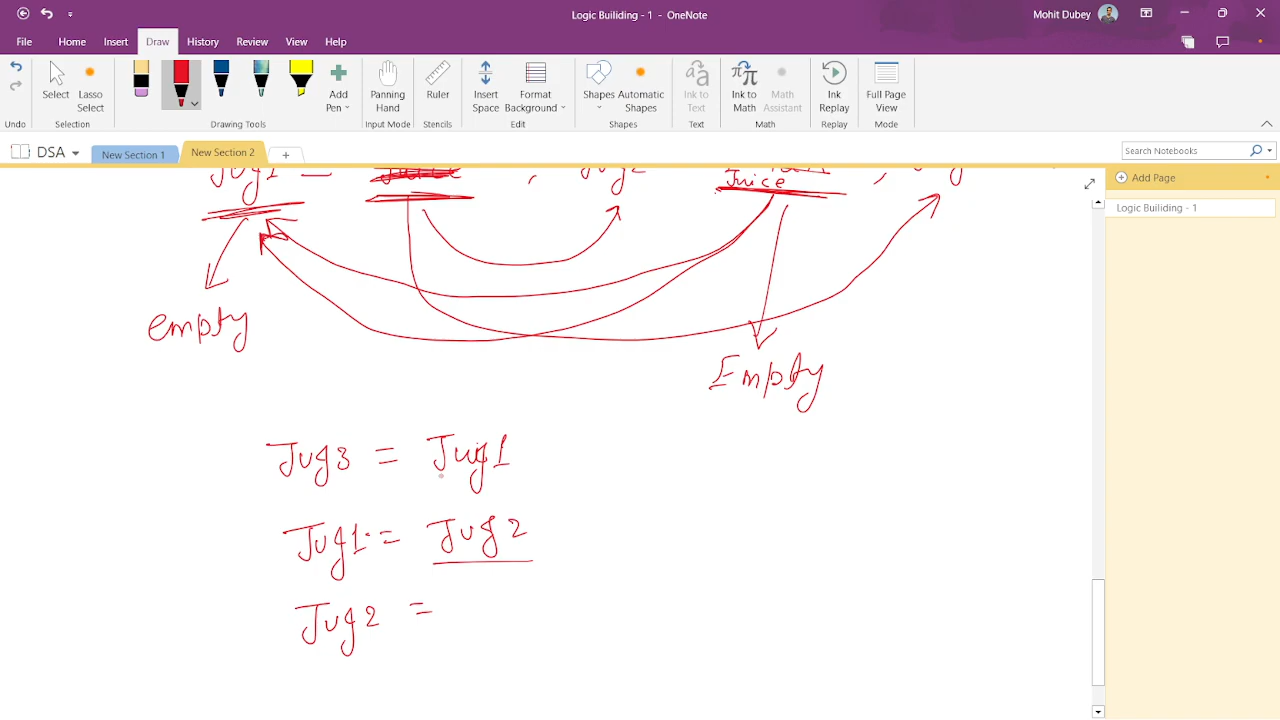 Logic Builiding - 1 - OneNote
Mohit Dubey
File Home Insert Draw History Review View Help
Undo
Select
Lasso Select
Add Pen
Panning Hand
Ruler
Insert Space
Format Background
Shapes
Automatic Shapes
Ink to Text
Ink to Math
Math Assistant
Ink Replay
Full Page View
Undo Selection Drawing Tools Input Mode Stencils Edit Shapes Text Math Replay Mode
DSA New Section 1 New Section 2 + Search Notebooks
Add Page
Logic Builiding - 1
Jug1 = , Jug2 Juice ,
empty
Empty
Jug3 = Jug1
Jug1 = Jug2
Jug2 =